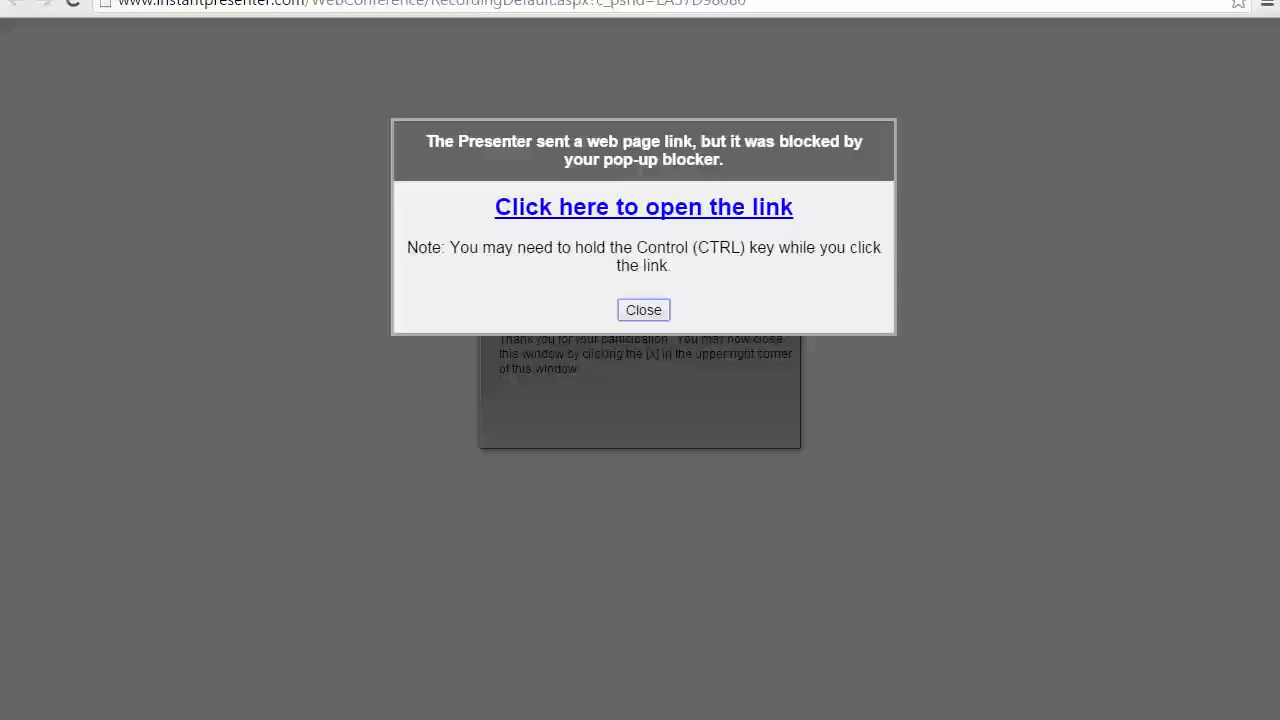 www.instantpresenter.com/WebConference/RecordingDefault.aspx?c_psrid=EA57D98686
The Presenter sent a web page link, but it was blocked by
your pop-up blocker.
Click here to open the link
Note: You may need to hold the Control (CTRL) key while you click
the link.
Close
Thank you for your participation. You may now close
this window by clicking the [x] in the upper right corner
of this window